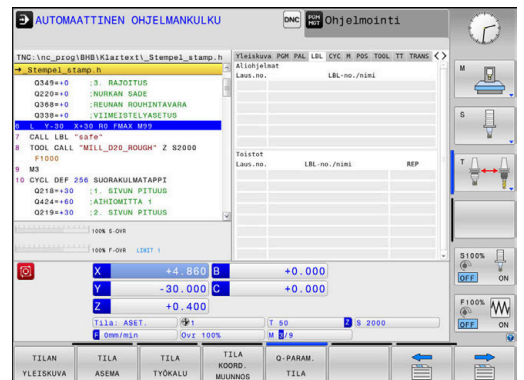 AUTOMAATTINEN OHJELMANKULKU
DNC
PGM MGT
Ohjelmointi
TNC:\nc_prog\BHB\Klartext\_Stempel_stamp.h
→_Stempel_stamp.h
Q349=+0 ;3. RAJOITUS
Q220=+0 ;NURKAN SADE
Q368=+0 ;REUNAN ROUHINTAVARA
Q338=+0 ;VIIMEISTELYASETUS
6 L Y-30 X+30 R0 FMAX M99
7 CALL LBL "safe"
8 TOOL CALL "MILL_D20_ROUGH" Z S2000
F1000
9 M3
10 CYCL DEF 256 SUORAKULMATAPPI
Q218=+30 ;1. SIVUN PITUUS
Q424=+60 ;AIHIOMITTA 1
Q219=+30 ;2. SIVUN PITUUS
100% S-OVR
100% F-OVR LIMIT 1
Yleiskuva PGM PAL LBL CYC M POS TOOL TT TRANS
Aliohjelmat
Laus.no. LBL-no./nimi
Toistot
Laus.no. LBL-no./nimi REP
X +4.860 B +0.000
Y -30.000 C +0.000
Z +0.400
Tila: ASET. 1 T 50 Z S 2000
F 0mm/min Ovr 100% M 5/9
M
S
T
S100%
OFF ON
F100%
OFF ON
TILAN YLEISKUVA
TILA ASEMA
TILA TYÖKALU
TILA KOORD. MUUNNOS
Q-PARAM. TILA